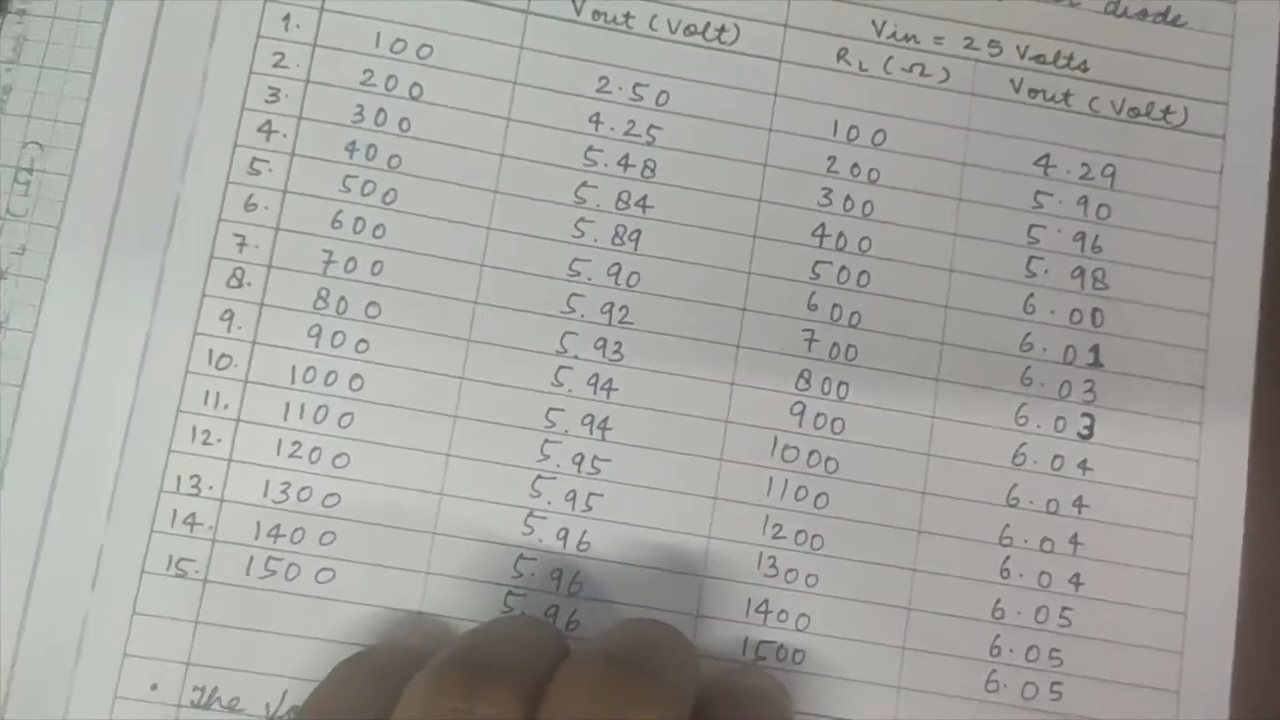 diode
Vin = 25 Volts
Vout (Volt) RL (Ω) Vout (Volt)
1. 100 2.50 100 4.29
2. 200 4.25 200 5.90
3. 300 5.48 300 5.96
4. 400 5.84 400 5.98
5. 500 5.89 500 6.00
6. 600 5.90 600 6.01
7. 700 5.92 700 6.03
8. 800 5.93 800 6.03
9. 900 5.94 900 6.04
10. 1000 5.94 1000 6.04
11. 1100 5.95 1100 6.04
12. 1200 5.95 1200 6.04
13. 1300 5.96 1300 6.05
14. 1400 5.96 1400 6.05
15. 1500 5.96 1500 6.05
• The